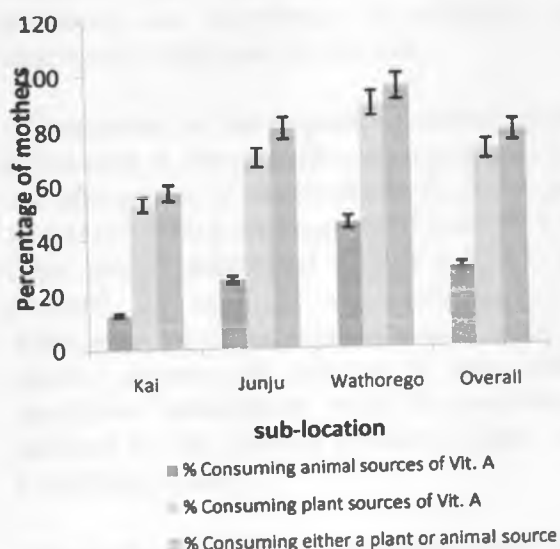 120
100
80
60
40
20
0
Percentage of mothers
Kai Junju Wathorego Overall
sub-location
% Consuming animal sources of Vit. A
% Consuming plant sources of Vit. A
% Consuming either a plant or animal source